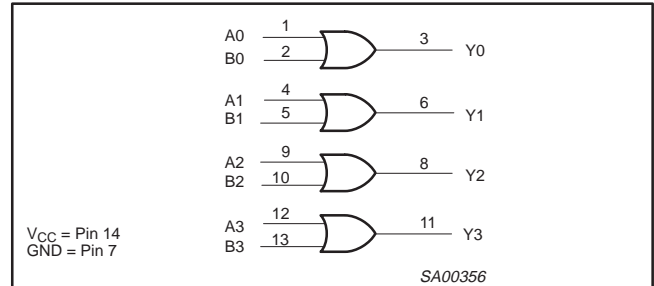 A0 1 3 Y0
B0 2
A1 4 6 Y1
B1 5
A2 9 8 Y2
B2 10
A3 12 11 Y3
B3 13
VCC = Pin 14
GND = Pin 7
SA00356